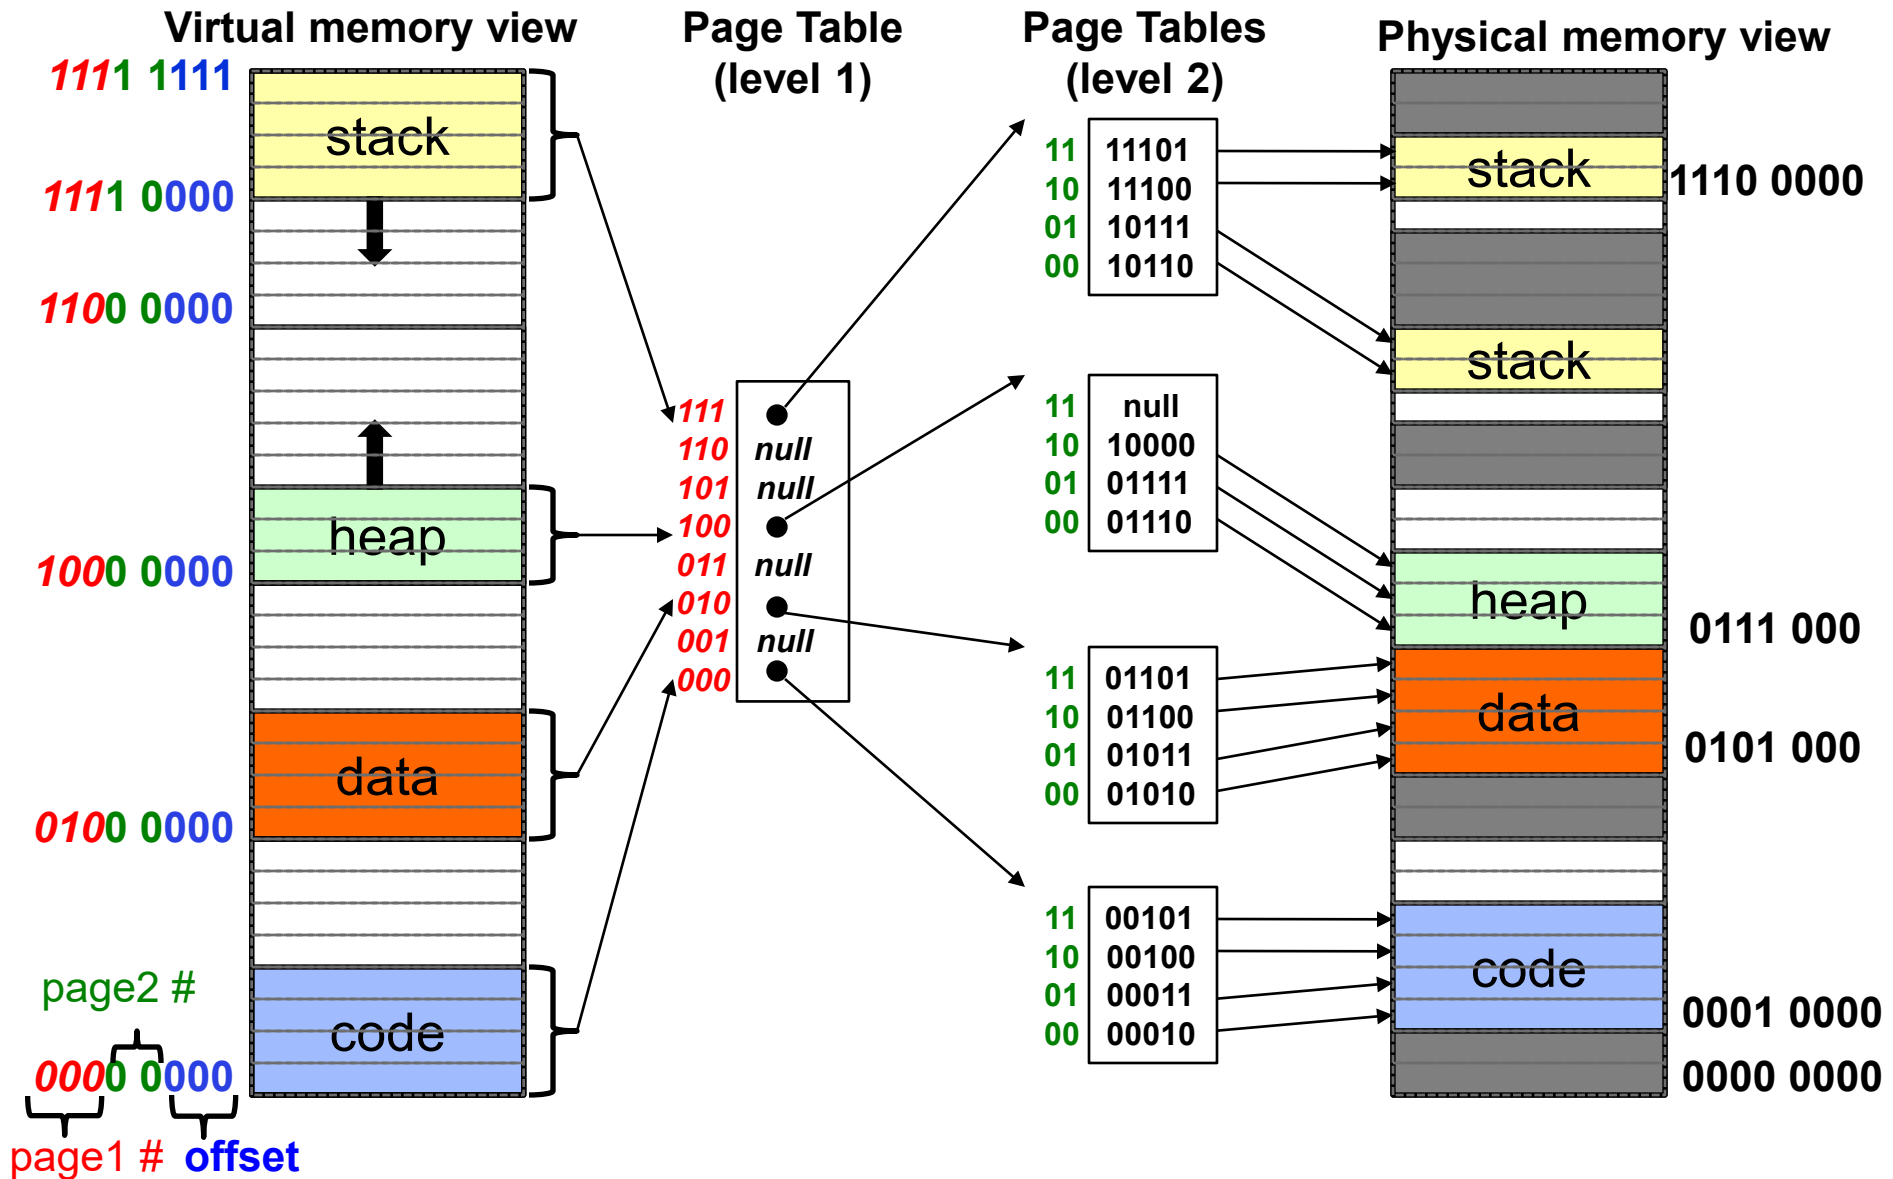 Virtual memory view
Page Table
(level 1)
Page Tables
(level 2)
Physical memory view
1111 1111
stack
1111 0000
1100 0000
heap
1000 0000
data
0100 0000
page2 #
code
0000 0000
page1 # offset
111
110 null
101 null
100
011 null
010
001 null
000
11 11101
10 11100
01 10111
00 10110
11 null
10 10000
01 01111
00 01110
11 01101
10 01100
01 01011
00 01010
11 00101
10 00100
01 00011
00 00010
stack 1110 0000
stack
heap
0111 000
data
0101 000
code
0001 0000
0000 0000